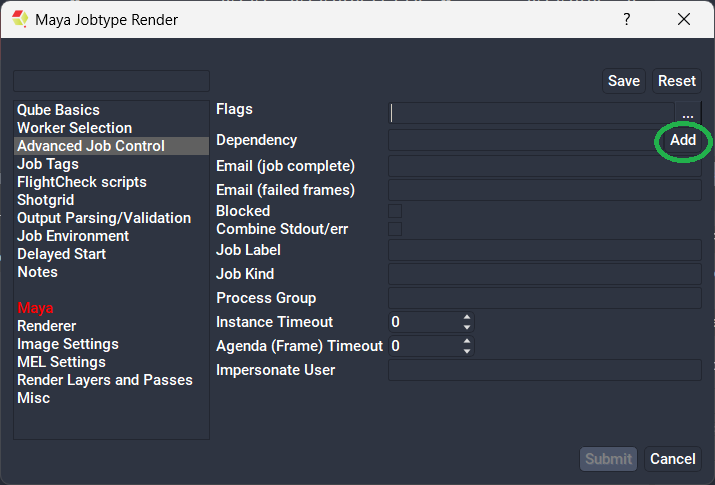 Maya Jobtype Render
?
Save Reset
Qube Basics
Worker Selection
Advanced Job Control
Job Tags
FlightCheck scripts
Shotgrid
Output Parsing/Validation
Job Environment
Delayed Start
Notes
Maya
Renderer
Image Settings
MEL Settings
Render Layers and Passes
Misc
Flags ...
Dependency Add
Email (job complete)
Email (failed frames)
Blocked
Combine Stdout/err
Job Label
Job Kind
Process Group
Instance Timeout 0
Agenda (Frame) Timeout 0
Impersonate User
Submit Cancel